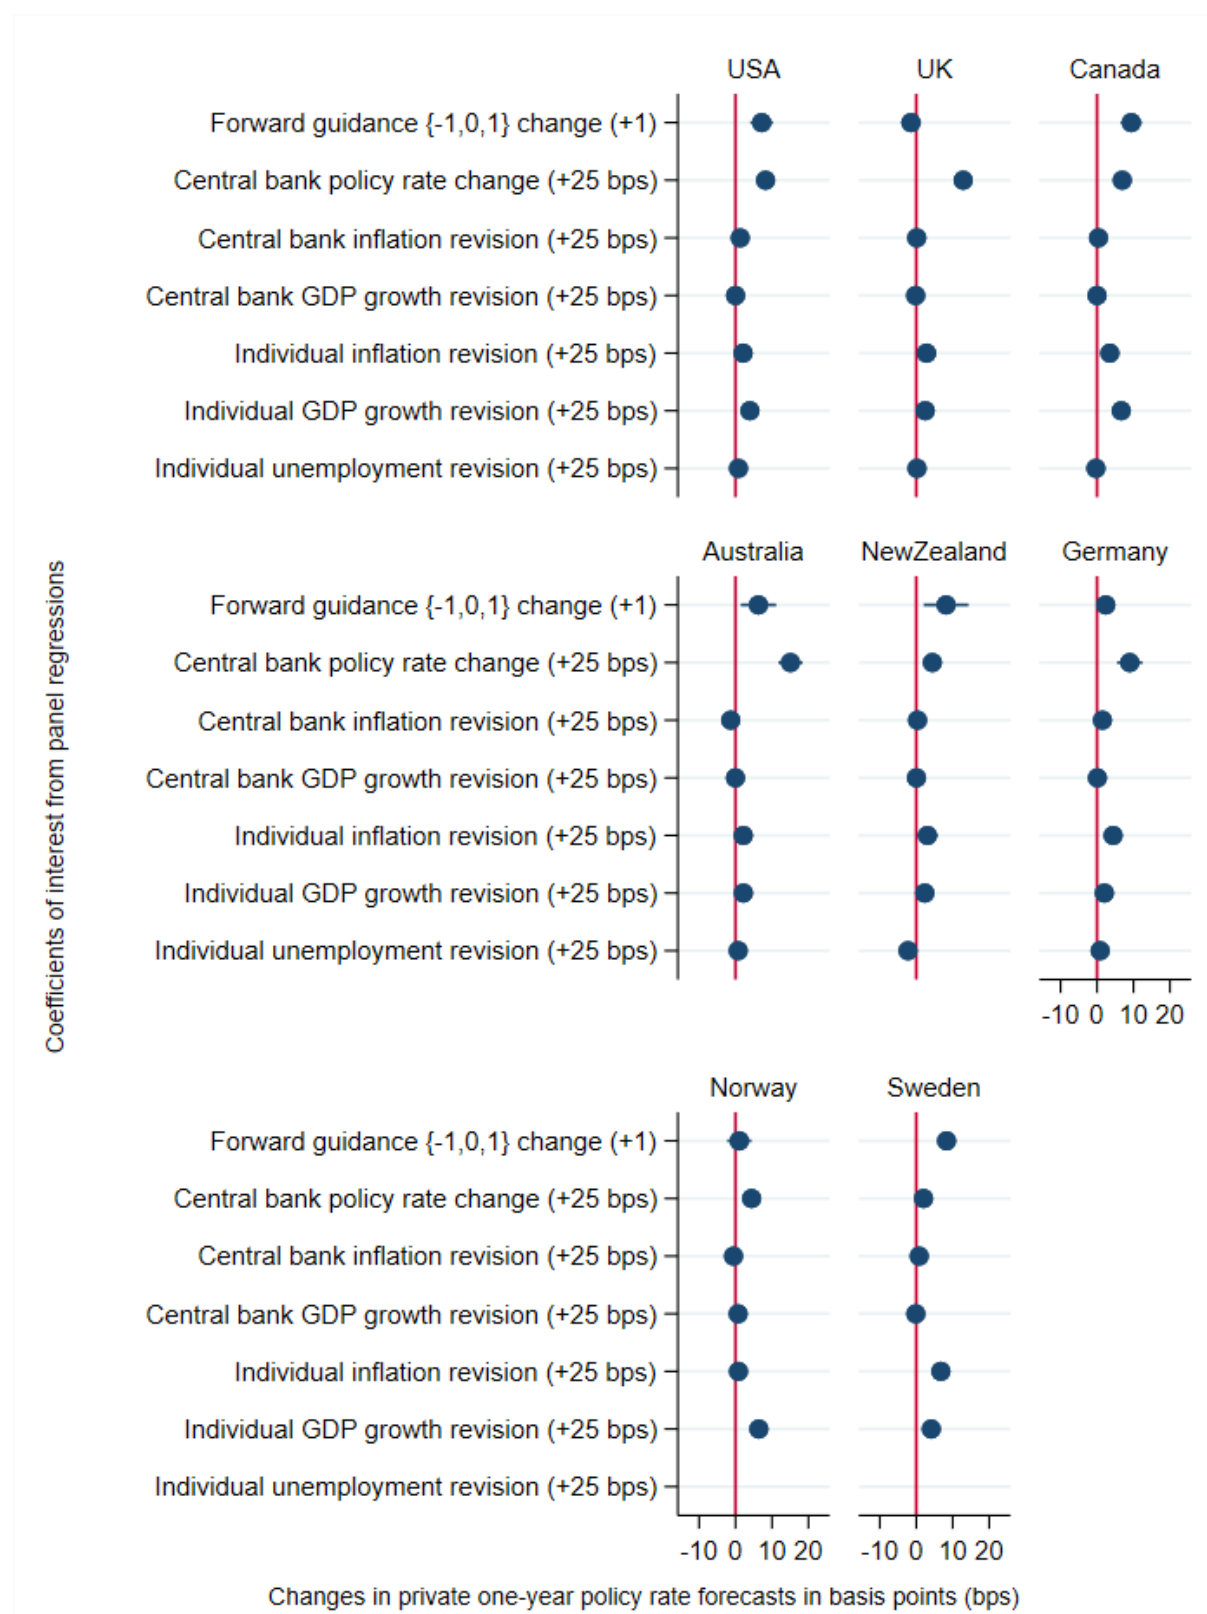 USA UK Canada
Forward guidance {-1,0,1} change (+1)
Central bank policy rate change (+25 bps)
Central bank inflation revision (+25 bps)
Central bank GDP growth revision (+25 bps)
Individual inflation revision (+25 bps)
Individual GDP growth revision (+25 bps)
Individual unemployment revision (+25 bps)
Coefficients of interest from panel regressions
Australia NewZealand Germany
Forward guidance {-1,0,1} change (+1)
Central bank policy rate change (+25 bps)
Central bank inflation revision (+25 bps)
Central bank GDP growth revision (+25 bps)
Individual inflation revision (+25 bps)
Individual GDP growth revision (+25 bps)
Individual unemployment revision (+25 bps)
-10 0 10 20
Norway Sweden
Forward guidance {-1,0,1} change (+1)
Central bank policy rate change (+25 bps)
Central bank inflation revision (+25 bps)
Central bank GDP growth revision (+25 bps)
Individual inflation revision (+25 bps)
Individual GDP growth revision (+25 bps)
Individual unemployment revision (+25 bps)
-10 0 10 20 -10 0 10 20
Changes in private one-year policy rate forecasts in basis points (bps)